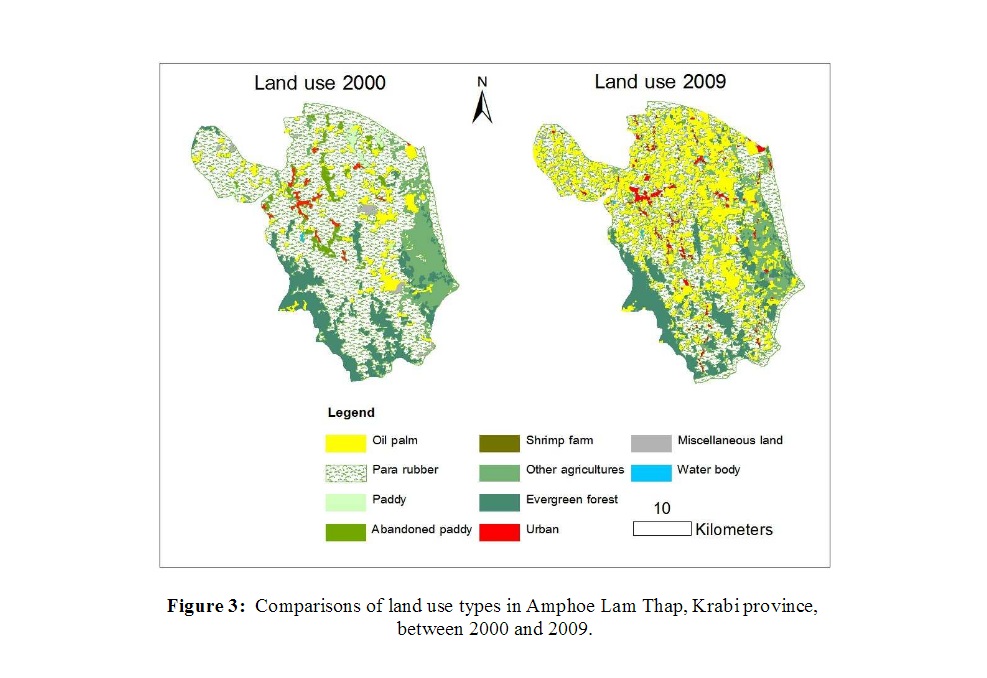 Land use 2000
N
Land use 2009
Legend
Oil palm
Shrimp farm
Miscellaneous land
Para rubber
Other agricultures
Water body
Paddy
Evergreen forest
10
Abandoned paddy
Urban
Kilometers
Figure 3: Comparisons of land use types in Amphoe Lam Thap, Krabi province,
between 2000 and 2009.